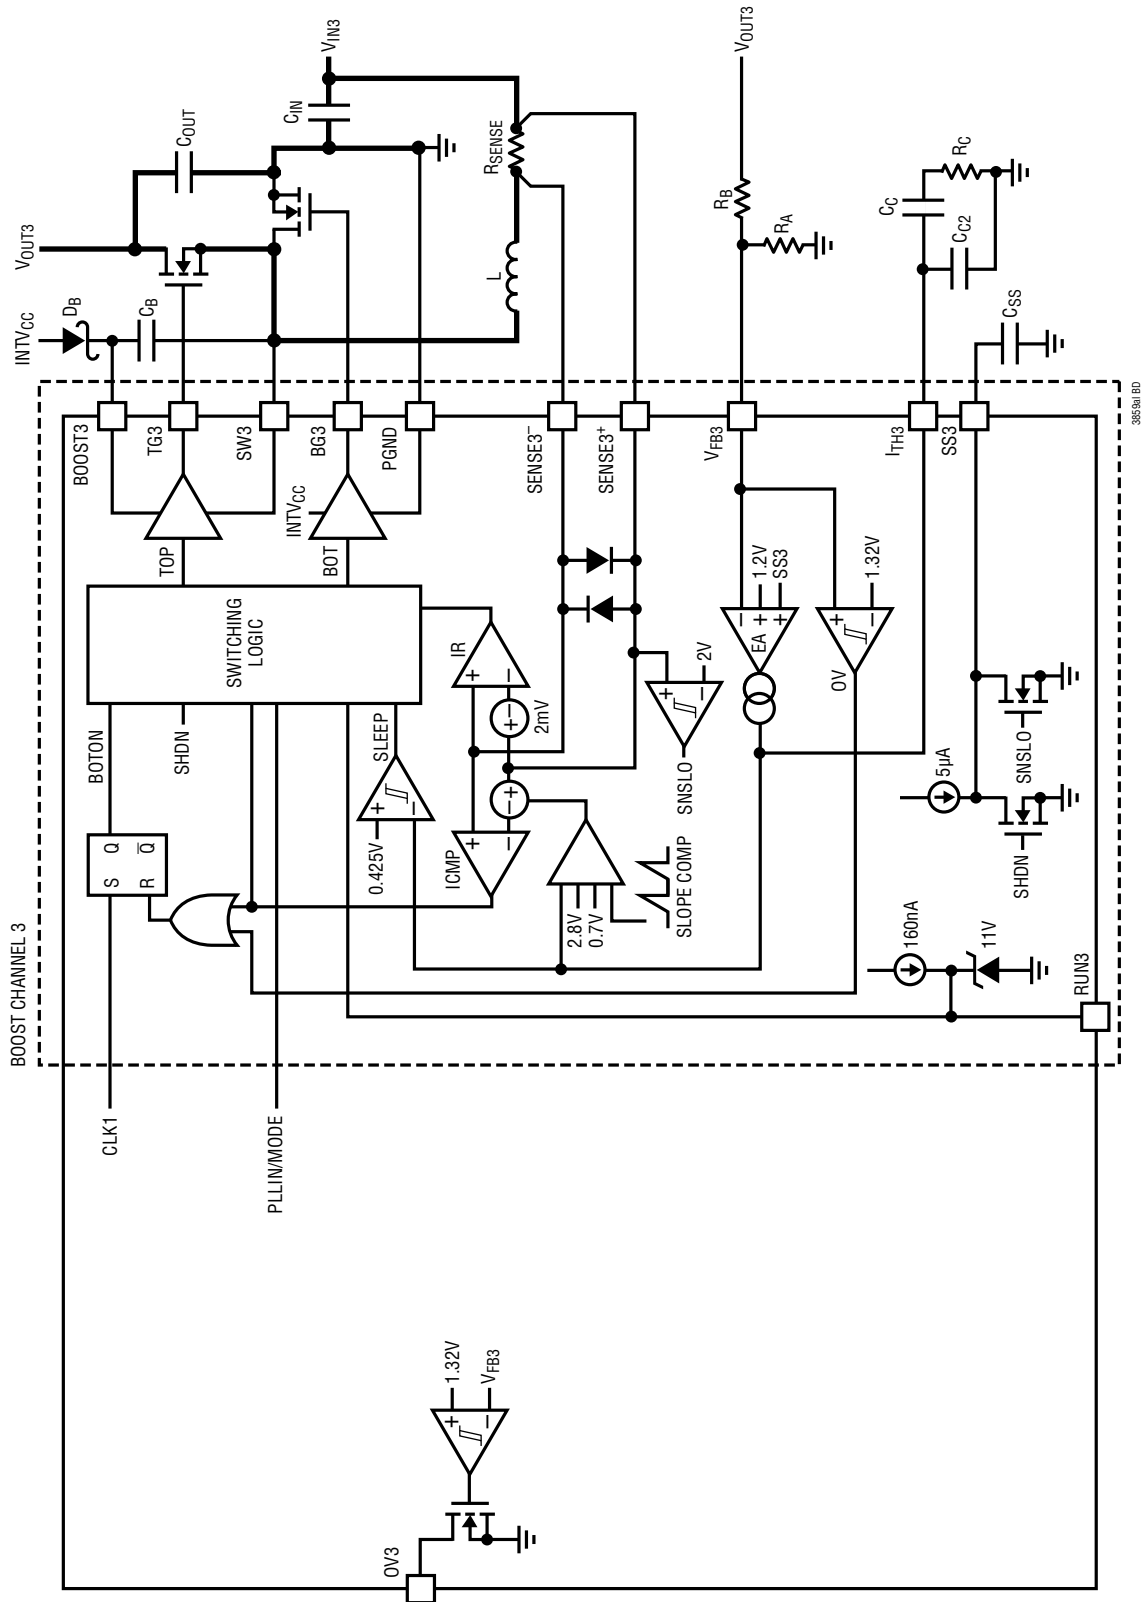 BOOST CHANNEL 3
VOUT3
INTVCC
DB
CB
COUT
CIN
VIN3
RSENSE
L
VOUT3
RB
RA
CC
RC
CC2
CSS
BOOST3
TG3
SW3
BG3
PGND
SENSE3–
SENSE3+
VFB3
ITH3
SS3
INTVCC
TOP
BOT
SWITCHING
LOGIC
BOTON
SHDN
SLEEP
S Q
R Q̅
0.425V
+
–
IR
+
–
+
–
2mV
ICMP
+
–
+
–
2.8V
0.7V
SLOPE COMP
SNSLO
+
–
2V
EA
–
+
+
1.2V
SS3
OV
+
–
1.32V
5µA
SNSLO
SHDN
160nA
11V
RUN3
CLK1
PLLIN/MODE
1.32V
VFB3
+
–
OV3
3859al BD